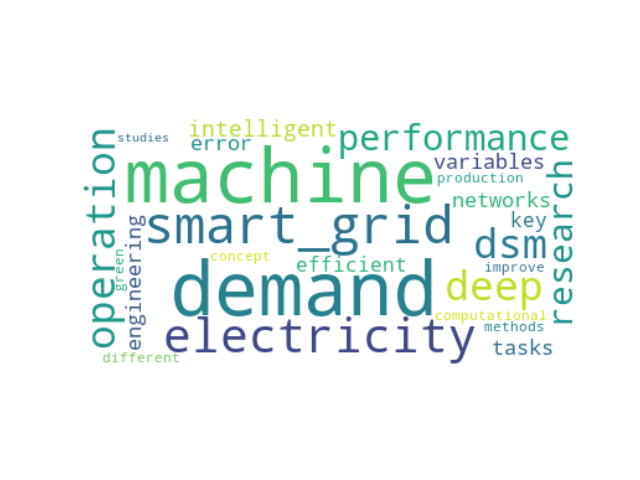 studies
intelligent
error
performance
operation
machine
variables
production
networks
research
engineering
smart_grid
key
dsm
green
concept
efficient
improve
demand
deep
computational
electricity
methods
tasks
different